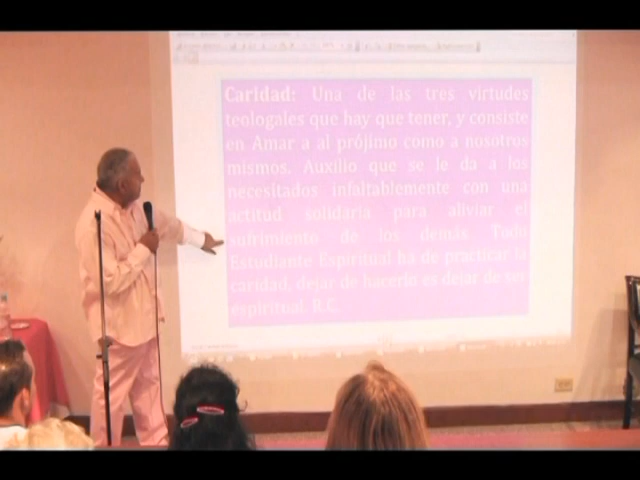 Caridad: Una de las tres virtudes
teologales que hay que tener, y consiste
en Amar a al prójimo como a nosotros
mismos. Auxilio que se le da a los
necesitados infaltablemente con una
actitud solidaria para aliviar el
sufrimiento de los demás. Todo
Estudiante Espiritual ha de practicar la
caridad, dejar de hacerlo es dejar de ser
espiritual. R.C.